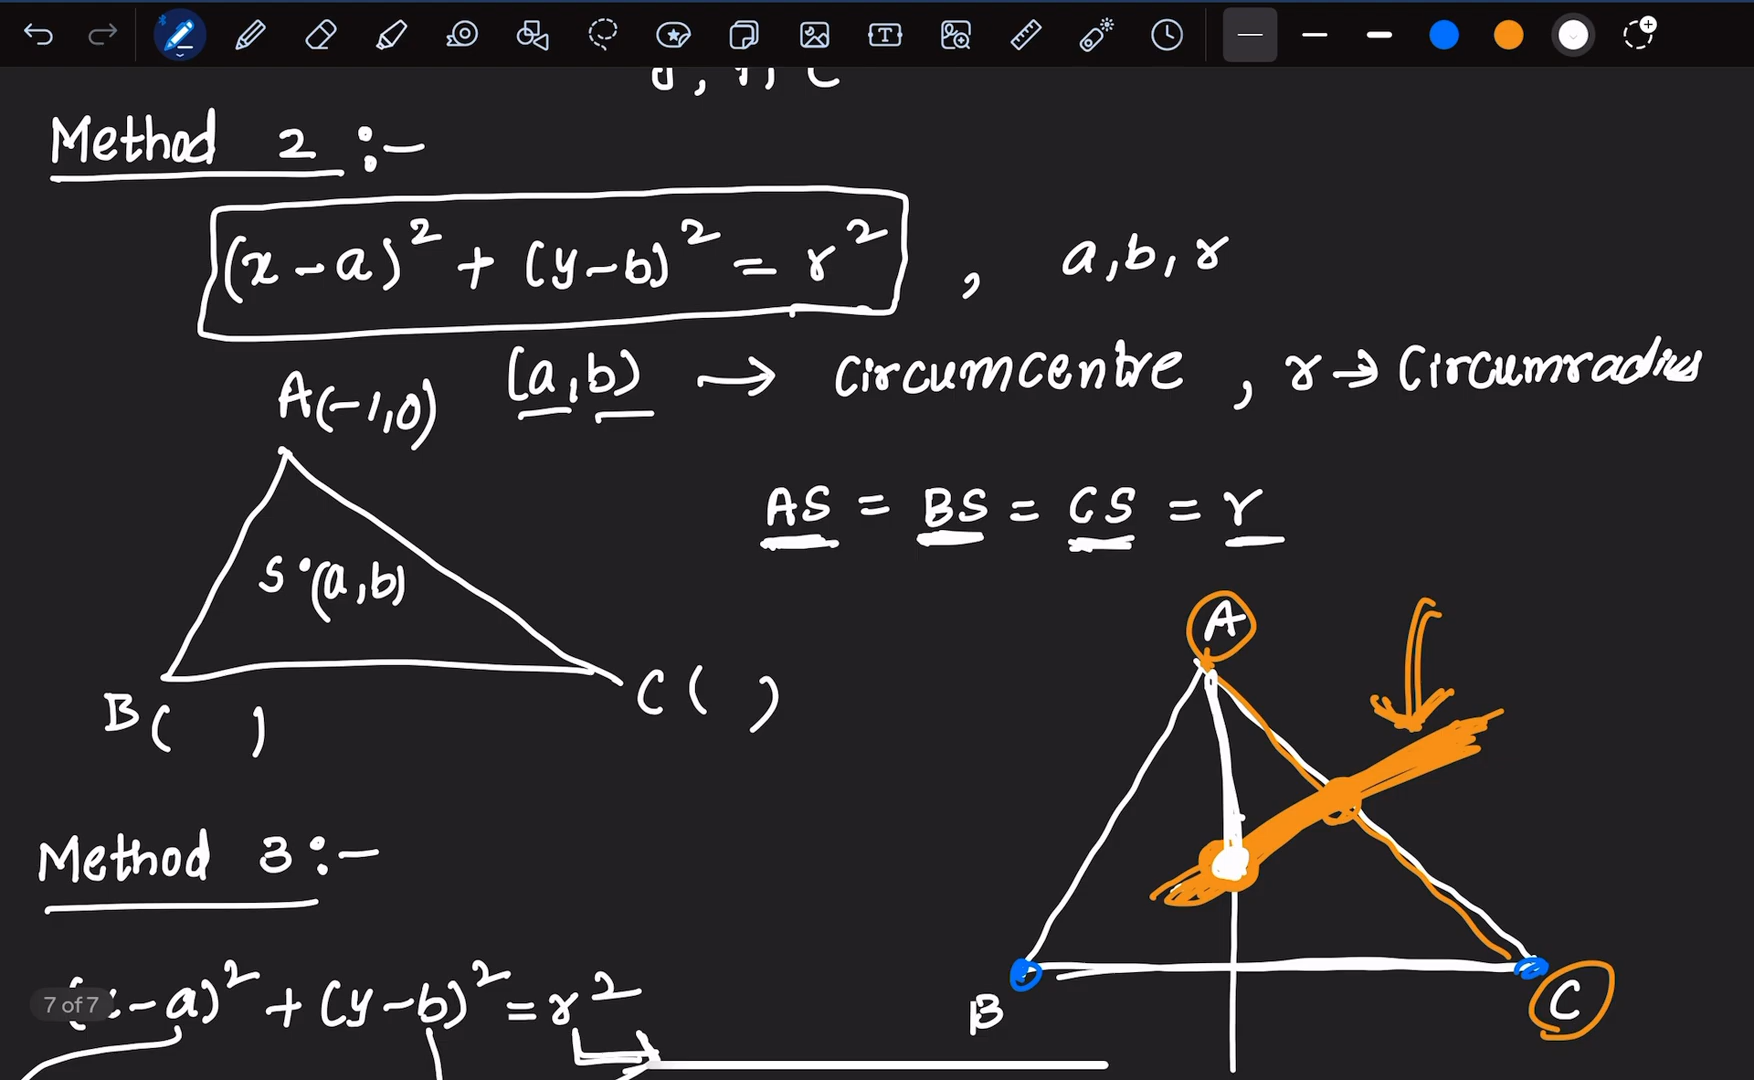 Method 2 :-
(x-a)² + (y-b)² = r² , a, b, r
(a,b) → circumcentre , r → circumradius
A(-1,0)
AS = BS = CS = r
S (a,b)
B( )
C( )
A
B
C
Method 3 :-
-a)² + (y-b)² = r²
7 of 7